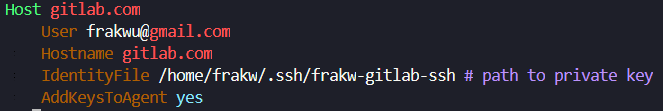 Host gitlab.com
User frakwu@gmail.com
Hostname gitlab.com
IdentityFile /home/frakw/.ssh/frakw-gitlab-ssh # path to private key
AddKeysToAgent yes